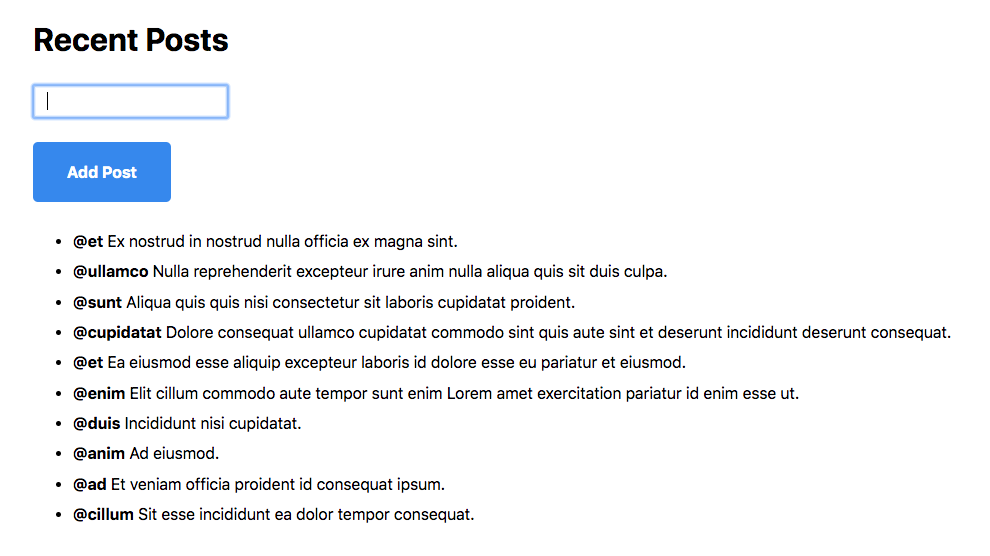 Recent Posts
Add Post
@et Ex nostrud in nostrud nulla officia ex magna sint.
@ullamco Nulla reprehenderit excepteur irure anim nulla aliqua quis sit duis culpa.
@sunt Aliqua quis quis nisi consectetur sit laboris cupidatat proident.
@cupidatat Dolore consequat ullamco cupidatat commodo sint quis aute sint et deserunt incididunt deserunt consequat.
@et Ea eiusmod esse aliquip excepteur laboris id dolore esse eu pariatur et eiusmod.
@enim Elit cillum commodo aute tempor sunt enim Lorem amet exercitation pariatur id enim esse ut.
@duis Incididunt nisi cupidatat.
@anim Ad eiusmod.
@ad Et veniam officia proident id consequat ipsum.
@cillum Sit esse incididunt ea dolor tempor consequat.